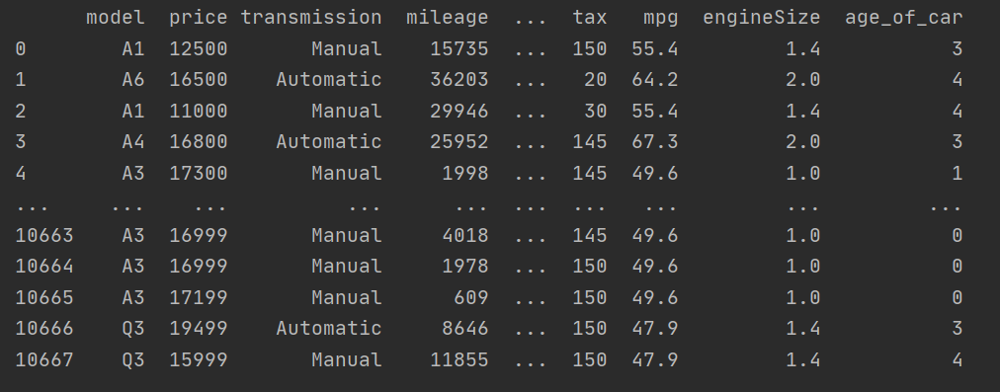 model price transmission mileage ... tax mpg engineSize age_of_car
0 A1 12500 Manual 15735 ... 150 55.4 1.4 3
1 A6 16500 Automatic 36203 ... 20 64.2 2.0 4
2 A1 11000 Manual 29946 ... 30 55.4 1.4 4
3 A4 16800 Automatic 25952 ... 145 67.3 2.0 3
4 A3 17300 Manual 1998 ... 145 49.6 1.0 1
... ... ... ... ... ... ... ... ... ...
10663 A3 16999 Manual 4018 ... 145 49.6 1.0 0
10664 A3 16999 Manual 1978 ... 150 49.6 1.0 0
10665 A3 17199 Manual 609 ... 150 49.6 1.0 0
10666 Q3 19499 Automatic 8646 ... 150 47.9 1.4 3
10667 Q3 15999 Manual 11855 ... 150 47.9 1.4 4